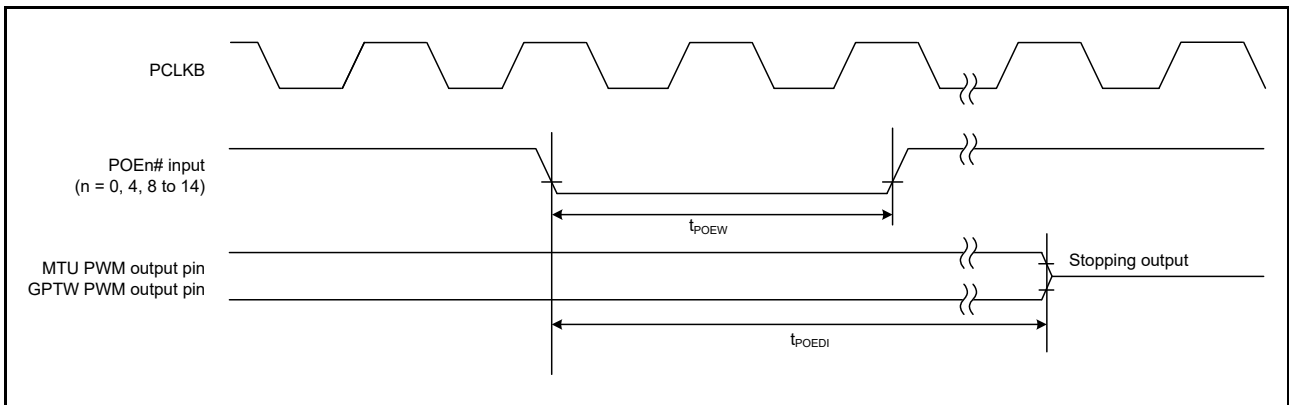 PCLKB
POEn# input
(n = 0, 4, 8 to 14)
tPOEW
MTU PWM output pin
GPTW PWM output pin
Stopping output
tPOEDI